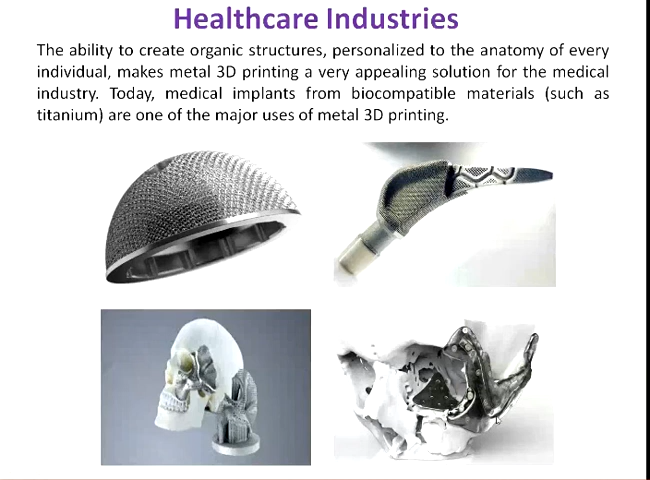 Healthcare Industries
The ability to create organic structures, personalized to the anatomy of every
individual, makes metal 3D printing a very appealing solution for the medical
industry. Today, medical implants from biocompatible materials (such as
titanium) are one of the major uses of metal 3D printing.